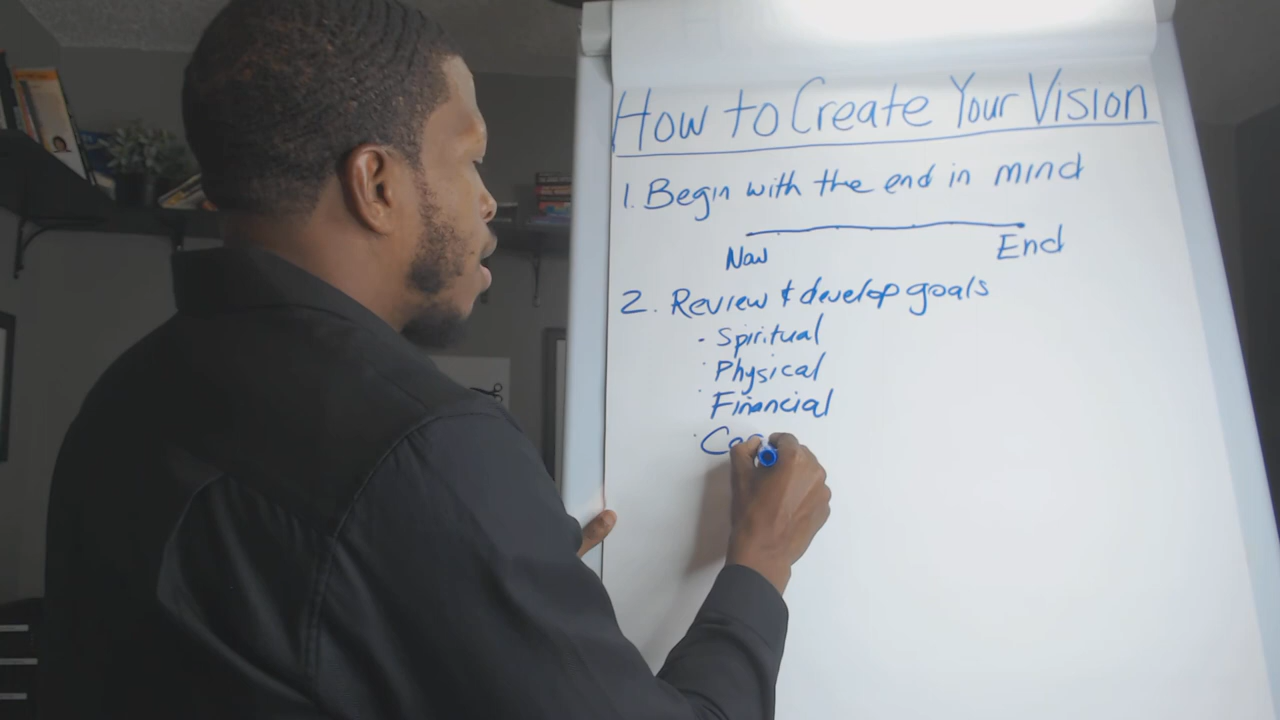 How to Create Your Vision
1. Begin with the end in mind
Now End
2. Review & develop goals
- Spiritual
· Physical
· Financial